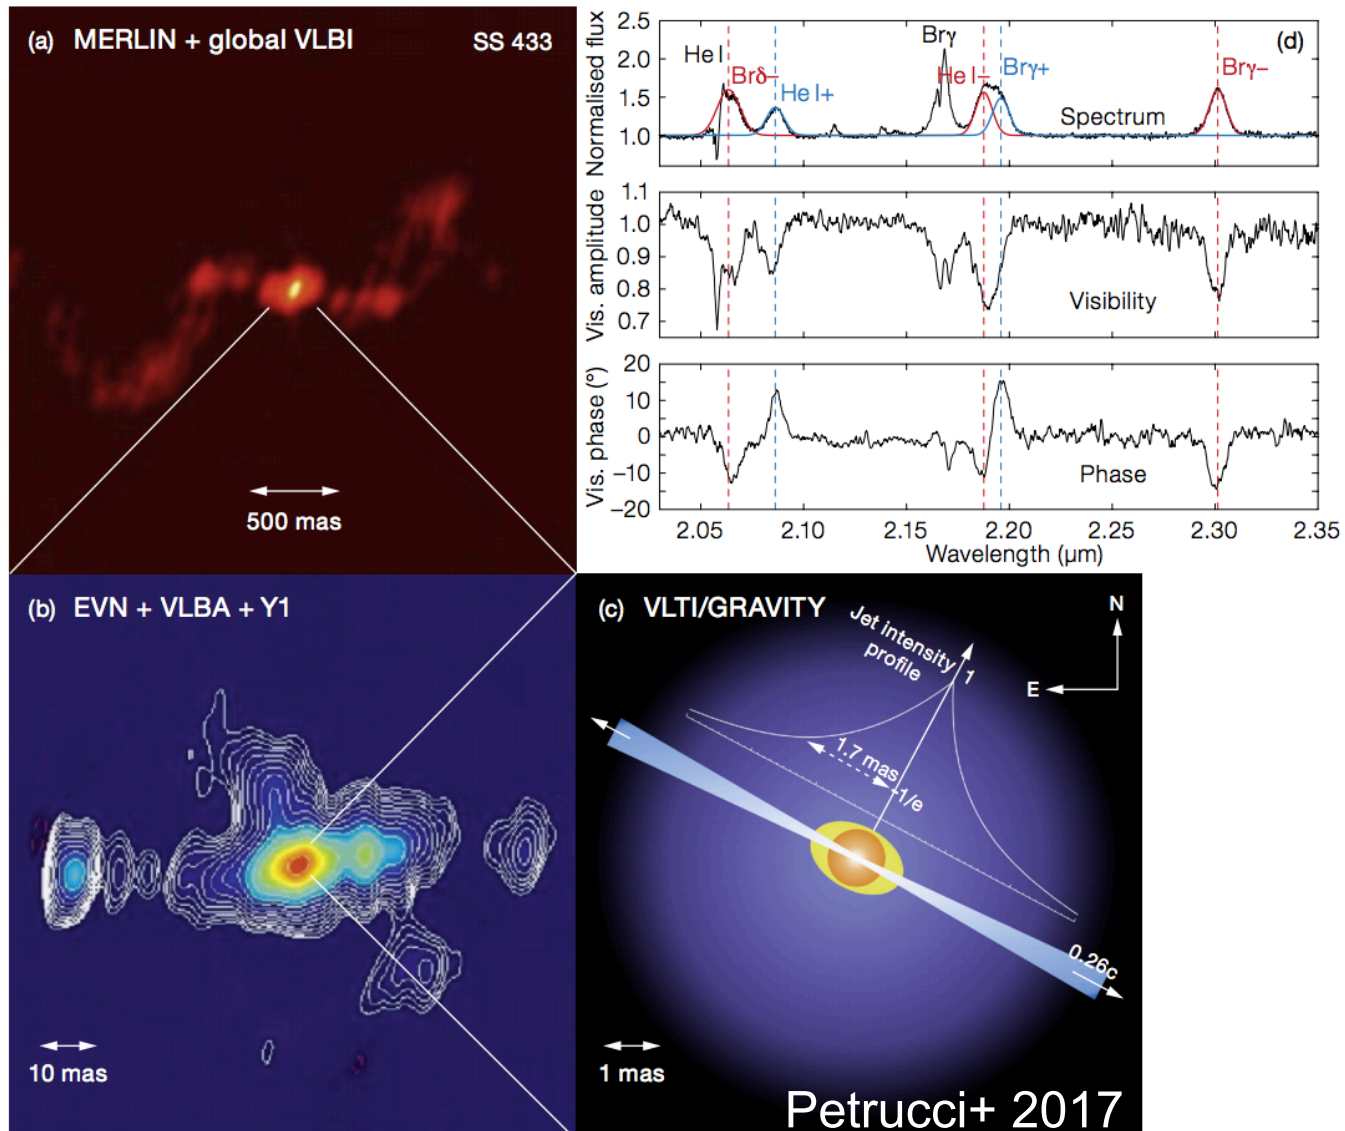 (a) MERLIN + global VLBI SS 433
500 mas
Normalised flux
2.5
2.0
1.5
1.0
He I
Brδ−
He I+
Brγ
He I−
Brγ+
Brγ−
(d)
Spectrum
Vis. amplitude
1.1
1.0
0.9
0.8
0.7
Visibility
Vis. phase (°)
20
10
0
−10
−20
Phase
2.05 2.10 2.15 2.20 2.25 2.30 2.35
Wavelength (μm)
(b) EVN + VLBA + Y1
10 mas
(c) VLTI/GRAVITY
N
E
Jet intensity
profile
1
1.7 mas
1/e
0.26c
1 mas
Petrucci+ 2017